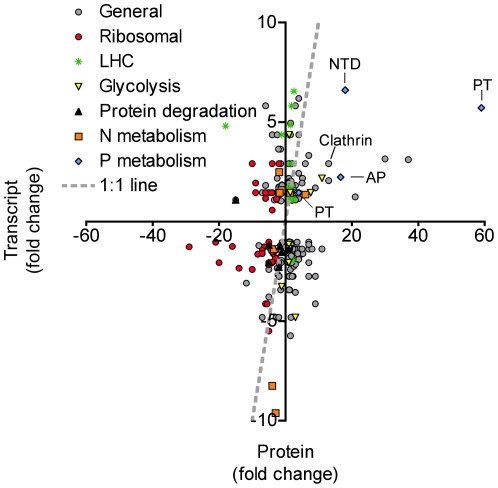 General
Ribosomal
LHC
Glycolysis
Protein degradation
N metabolism
P metabolism
1:1 line
10
5
-5
-10
-60
-40
-20
0
20
40
60
NTD
PT
Clathrin
AP
PT
Transcript
(fold change)
Protein
(fold change)